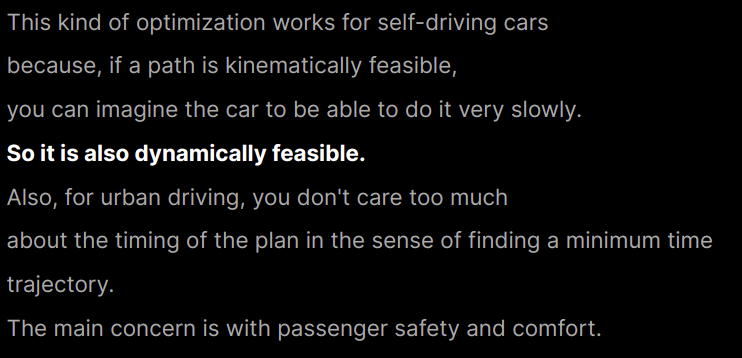 This kind of optimization works for self-driving cars
because, if a path is kinematically feasible,
you can imagine the car to be able to do it very slowly.
So it is also dynamically feasible.
Also, for urban driving, you don't care too much
about the timing of the plan in the sense of finding a minimum time
trajectory.
The main concern is with passenger safety and comfort.